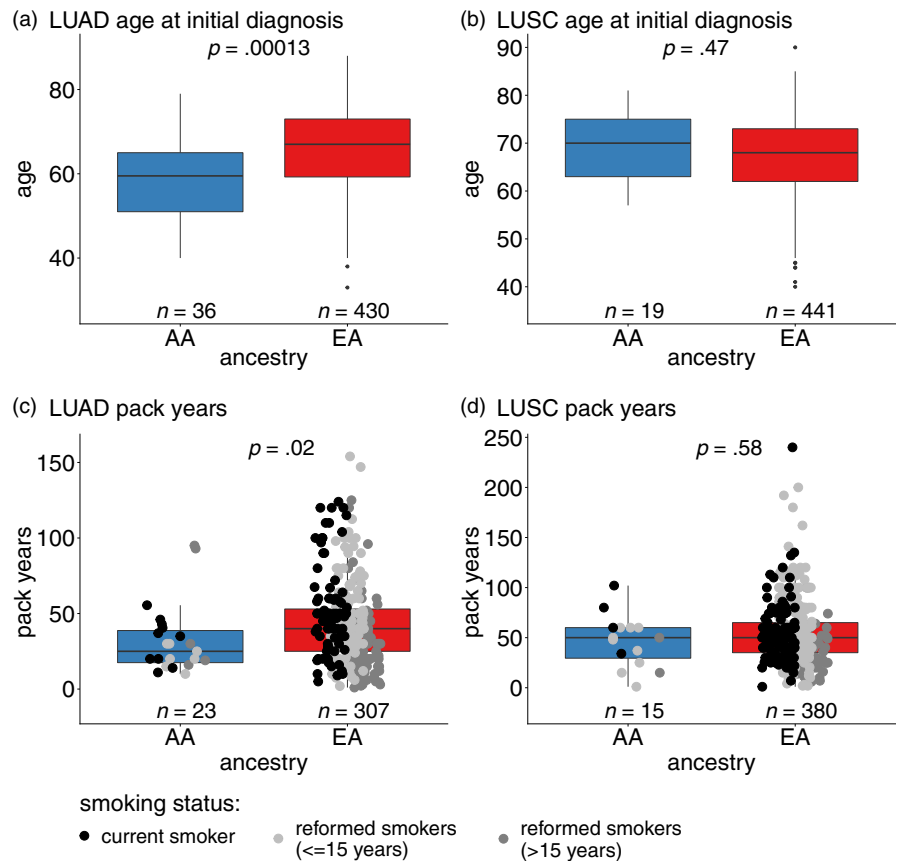 (a) LUAD age at initial diagnosis
p = .00013
80
60
40
age
n = 36
n = 430
AA
EA
ancestry
(b) LUSC age at initial diagnosis
p = .47
90
80
70
60
50
40
age
n = 19
n = 441
AA
EA
ancestry
(c) LUAD pack years
p = .02
150
100
50
0
pack years
n = 23
n = 307
AA
EA
ancestry
(d) LUSC pack years
p = .58
250
200
150
100
50
0
pack years
n = 15
n = 380
AA
EA
ancestry
smoking status:
current smoker
reformed smokers
(<=15 years)
reformed smokers
(>15 years)